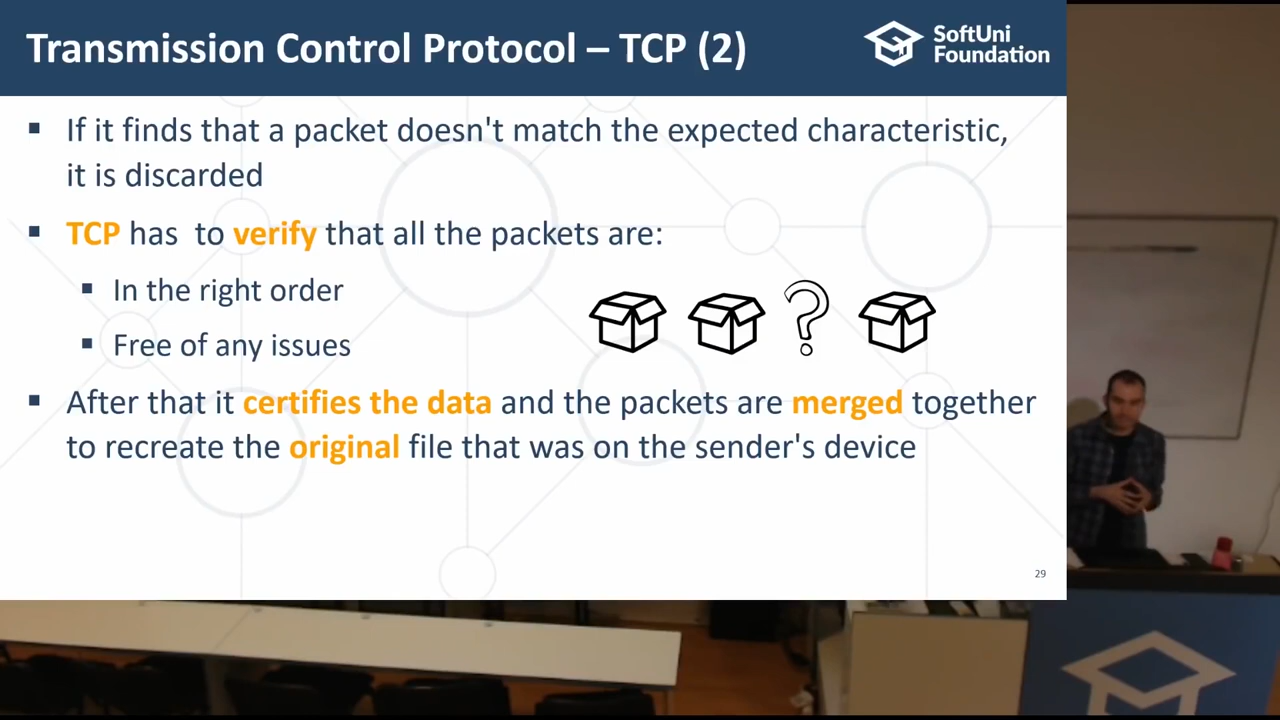 Transmission Control Protocol – TCP (2)
SoftUni
Foundation
▪ If it finds that a packet doesn't match the expected characteristic,
it is discarded
▪ TCP has to verify that all the packets are:
▪ In the right order
▪ Free of any issues
?
▪ After that it certifies the data and the packets are merged together
to recreate the original file that was on the sender's device
29